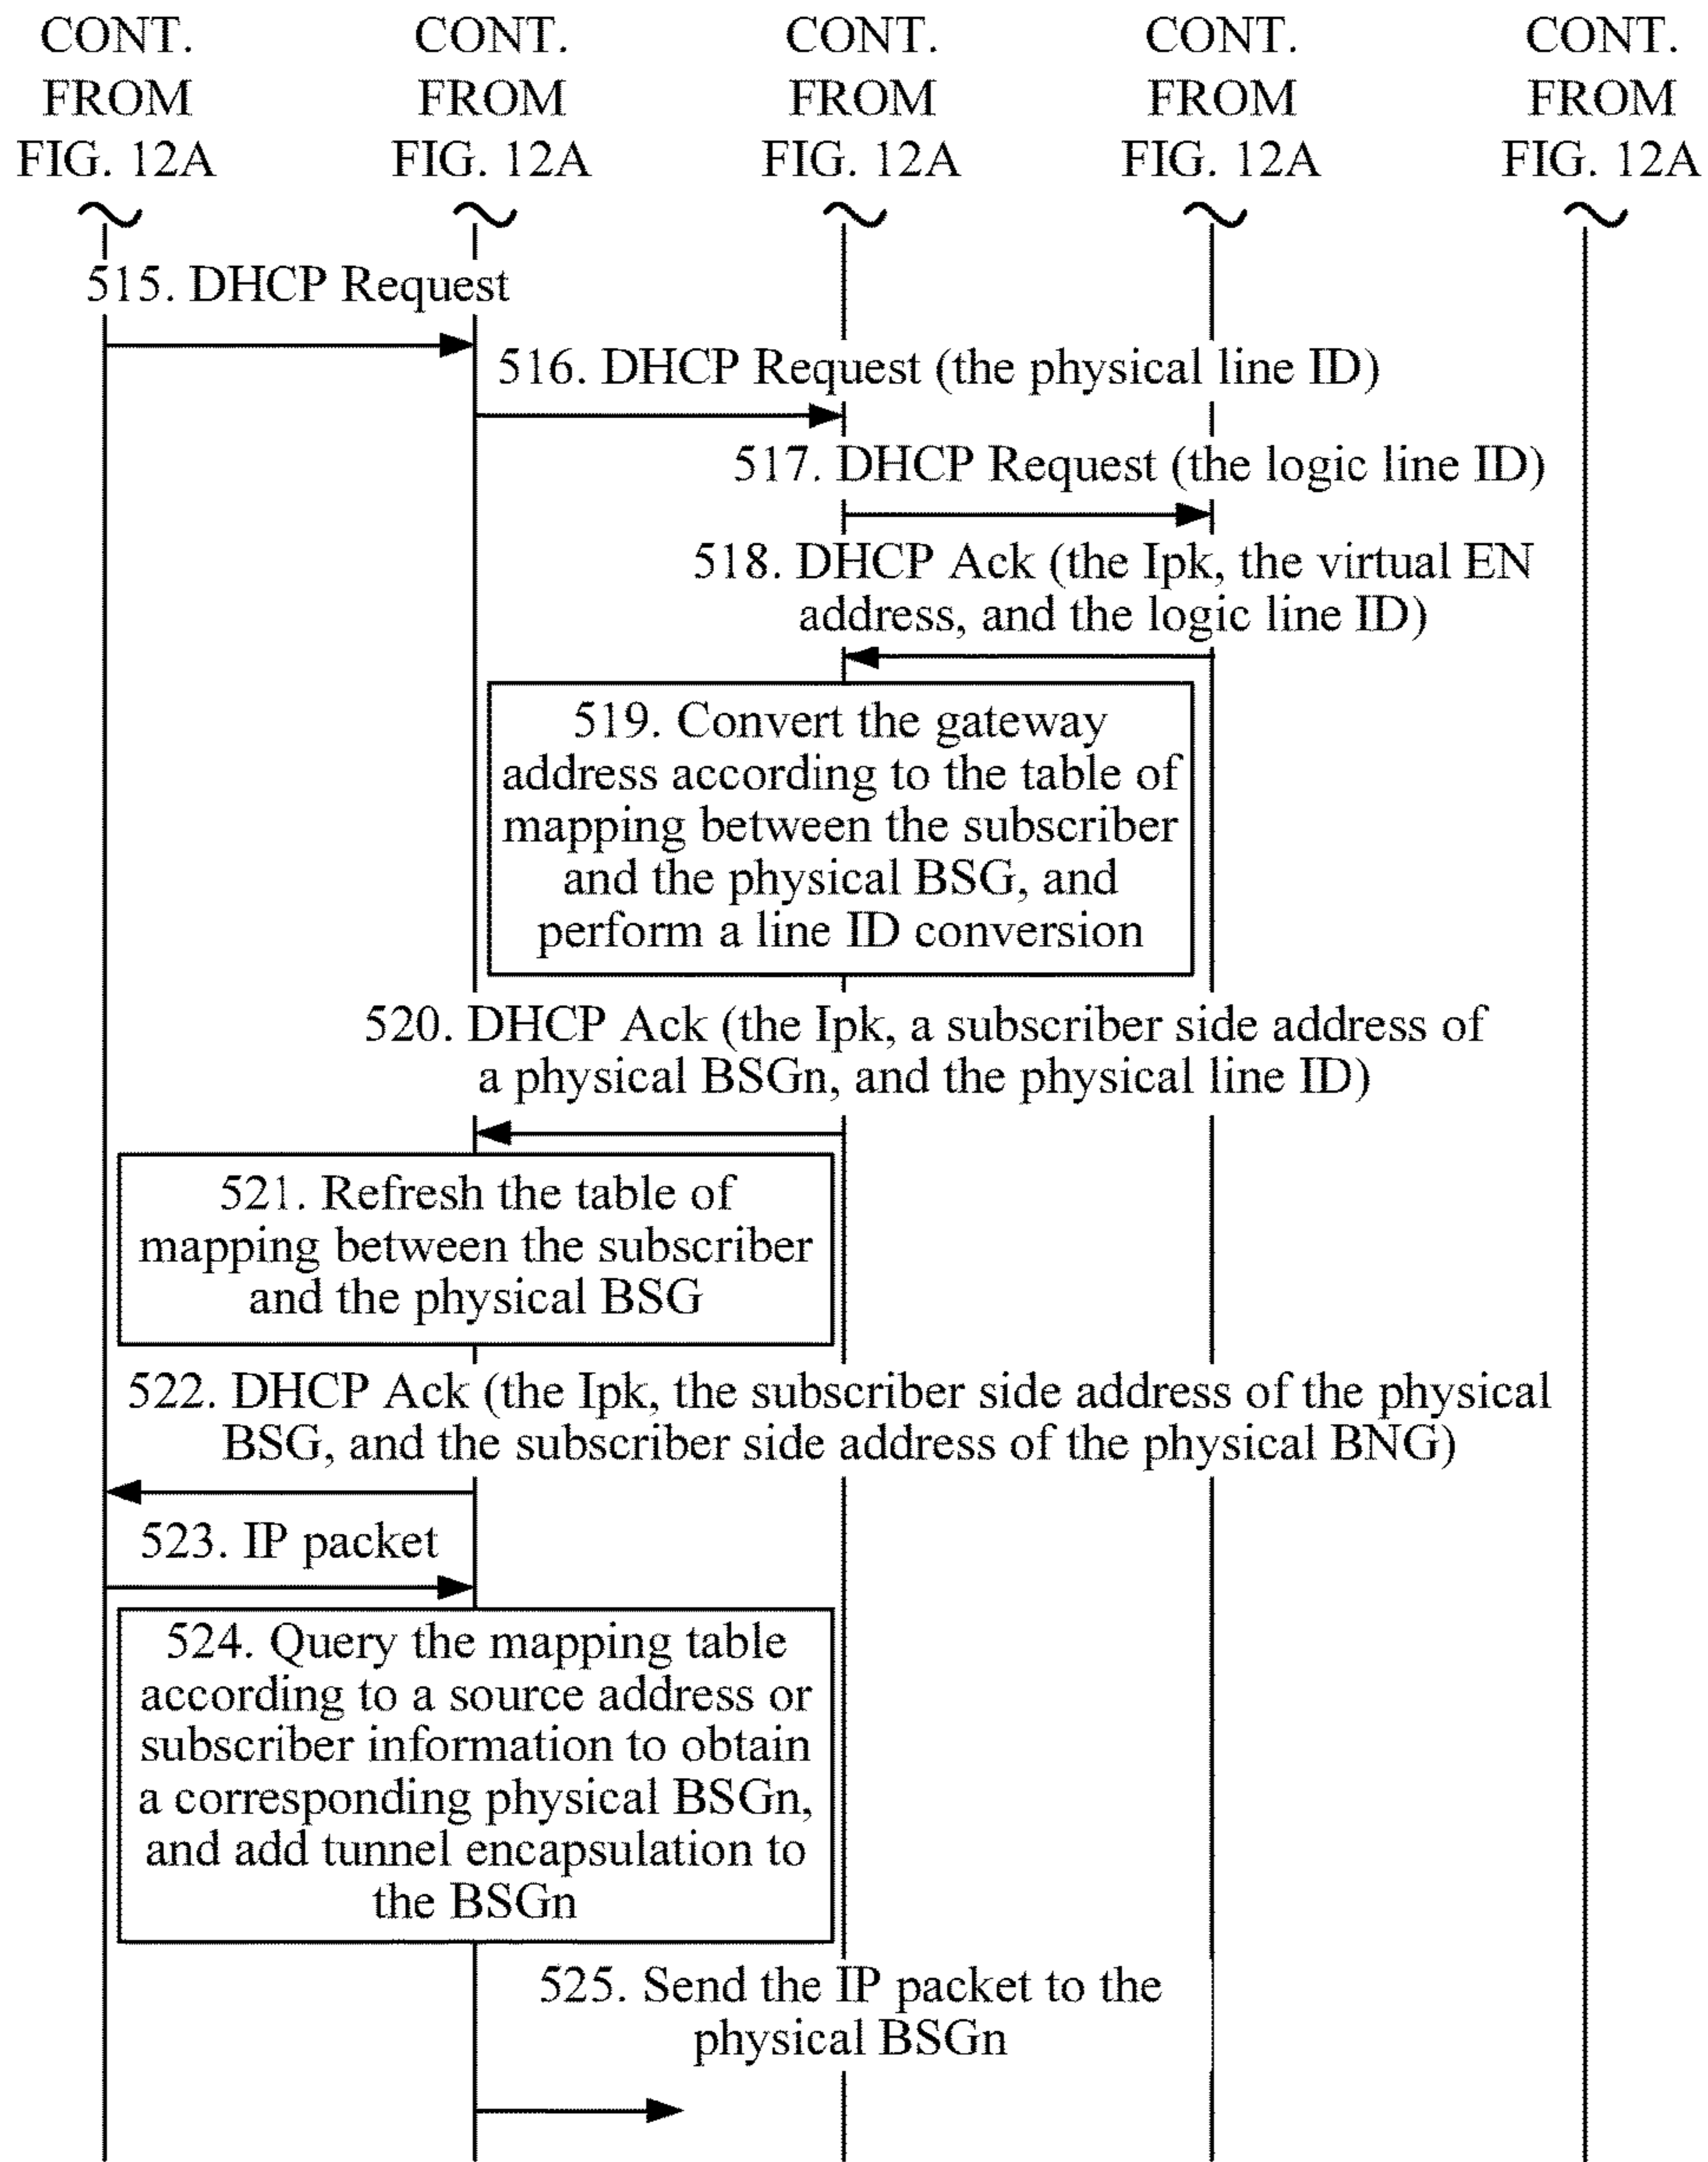 CONT. FROM FIG. 12A
CONT. FROM FIG. 12A
CONT. FROM FIG. 12A
CONT. FROM FIG. 12A
CONT. FROM FIG. 12A
515. DHCP Request
516. DHCP Request (the physical line ID)
517. DHCP Request (the logic line ID)
518. DHCP Ack (the Ipk, the virtual EN
address, and the logic line ID)
519. Convert the gateway
address according to the table of
mapping between the subscriber
and the physical BSG, and
perform a line ID conversion
520. DHCP Ack (the Ipk, a subscriber side address of
a physical BSGn, and the physical line ID)
521. Refresh the table of
mapping between the subscriber
and the physical BSG
522. DHCP Ack (the Ipk, the subscriber side address of the physical
BSG, and the subscriber side address of the physical BNG)
523. IP packet
524. Query the mapping table
according to a source address or
subscriber information to obtain
a corresponding physical BSGn,
and add tunnel encapsulation to
the BSGn
525. Send the IP packet to the
physical BSGn